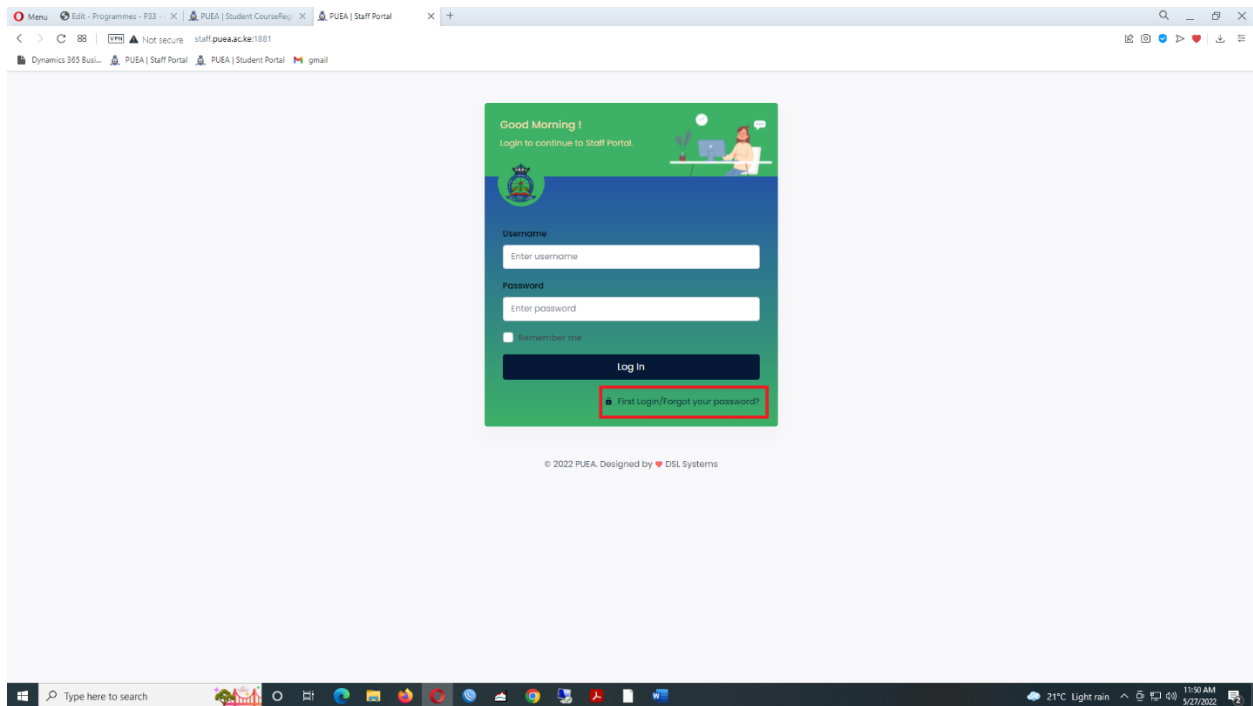 Menu
Edit - Programmes - P33 -
PUEA | Student CourseReg
PUEA | Staff Portal
VPN
Not secure
staff.puea.ac.ke:1881
Dynamics 365 Busi...
PUEA | Staff Portal
PUEA | Student Portal
gmail
Good Morning !
Login to continue to Staff Portal.
Username
Enter username
Password
Enter password
Remember me
Log In
First Login/Forgot your password?
© 2022 PUEA. Designed by ♥ DSL Systems
Type here to search
21°C Light rain
11:50 AM
5/27/2022
2